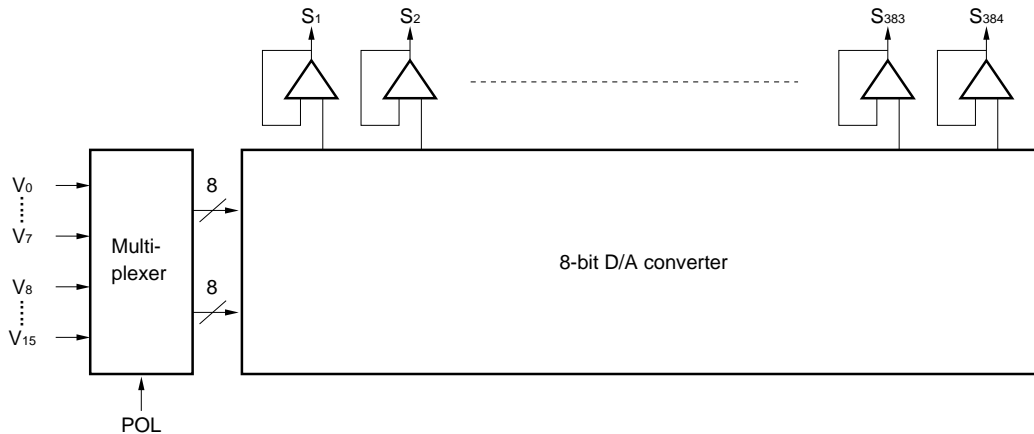 S1
S2
S383
S384
V0
8
V7
Multi-
plexer
8-bit D/A converter
V8
8
V15
POL